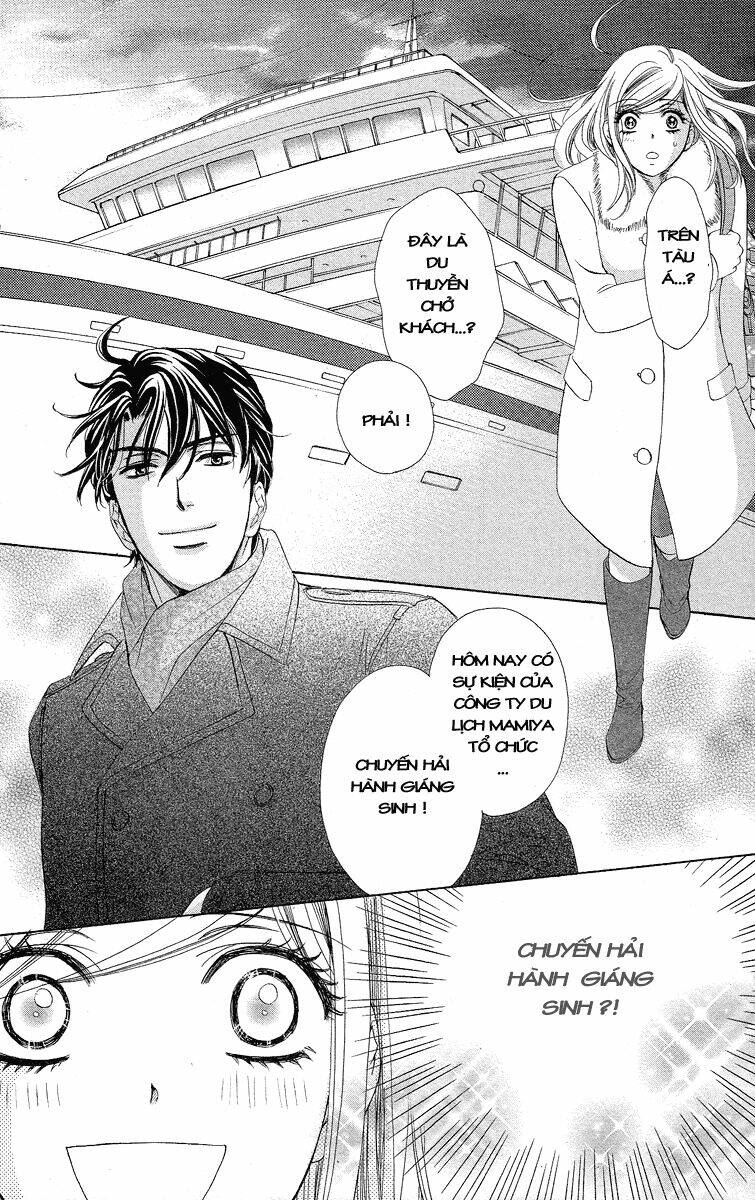 TRÊN
TÀU
Á...?
ĐÂY LÀ
DU
THUYỀN
CHỞ
KHÁCH...?
PHẢI !
HÔM NAY CÓ
SỰ KIỆN CỦA
CÔNG TY DU
LỊCH MAMIYA
TỔ CHỨC
...
CHUYẾN HẢI
HÀNH GIÁNG
SINH !
CHUYẾN HẢI
HÀNH GIÁNG
SINH ?!